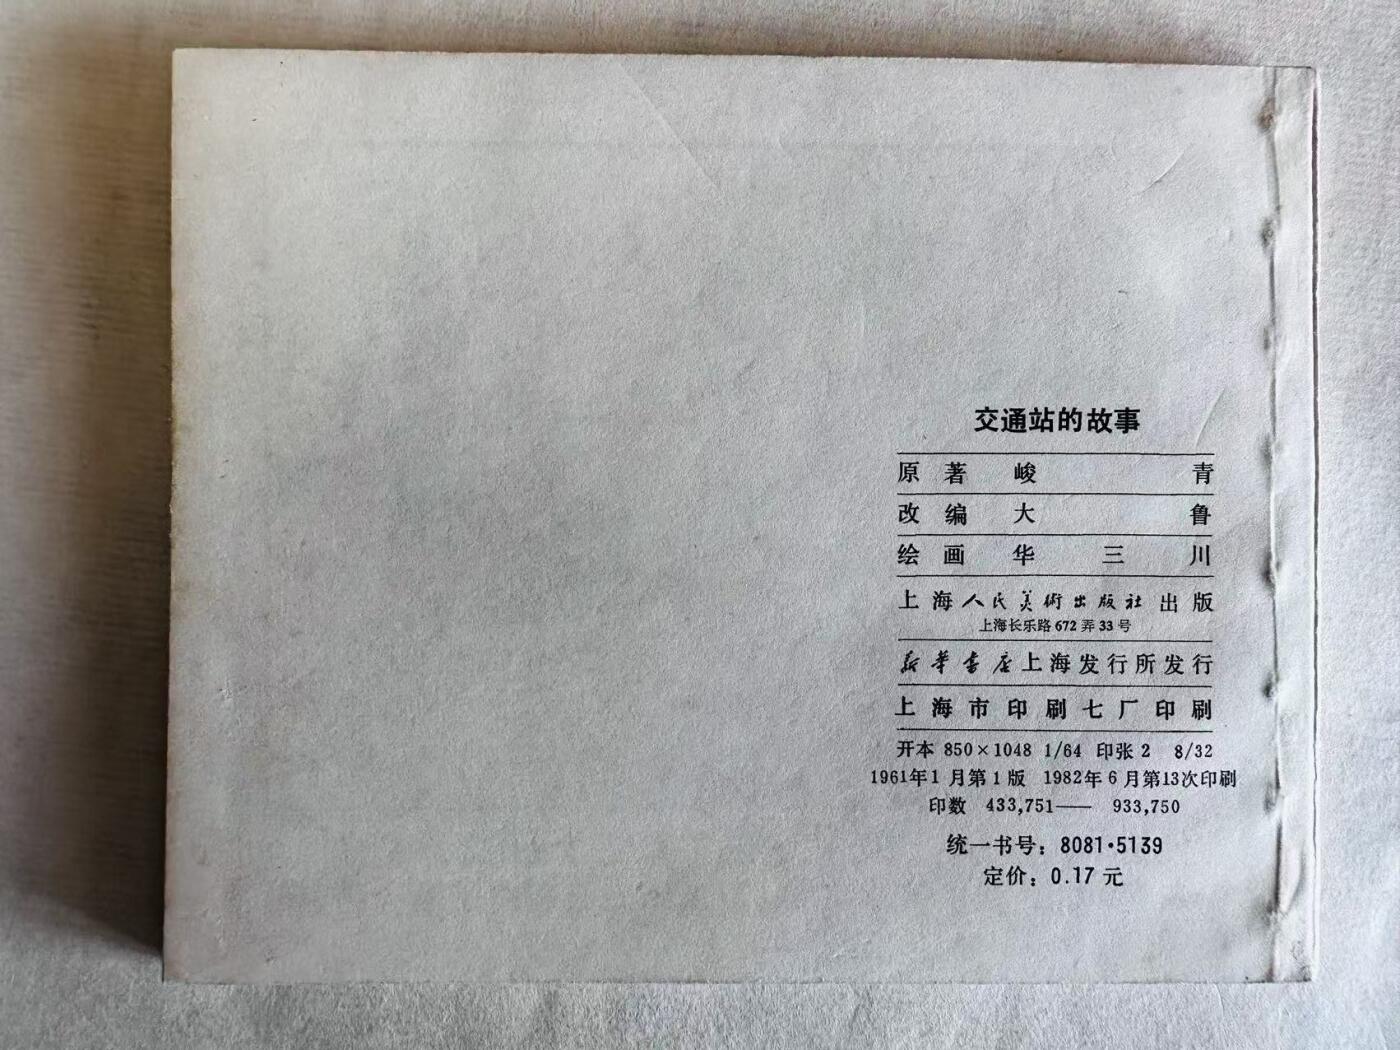 交通站的故事
原著 峻青
改编 大鲁
绘画 华三川
上海人民美術出版社出版
上海长乐路672弄33号
新華書店上海发行所发行
上海市印刷七厂印刷
开本 850×1048 1/64 印张2 8/32
1961年1月第1版 1982年6月第13次印刷
印数 433,751—— 933,750
统一书号：8081·5139
定价：0.17元